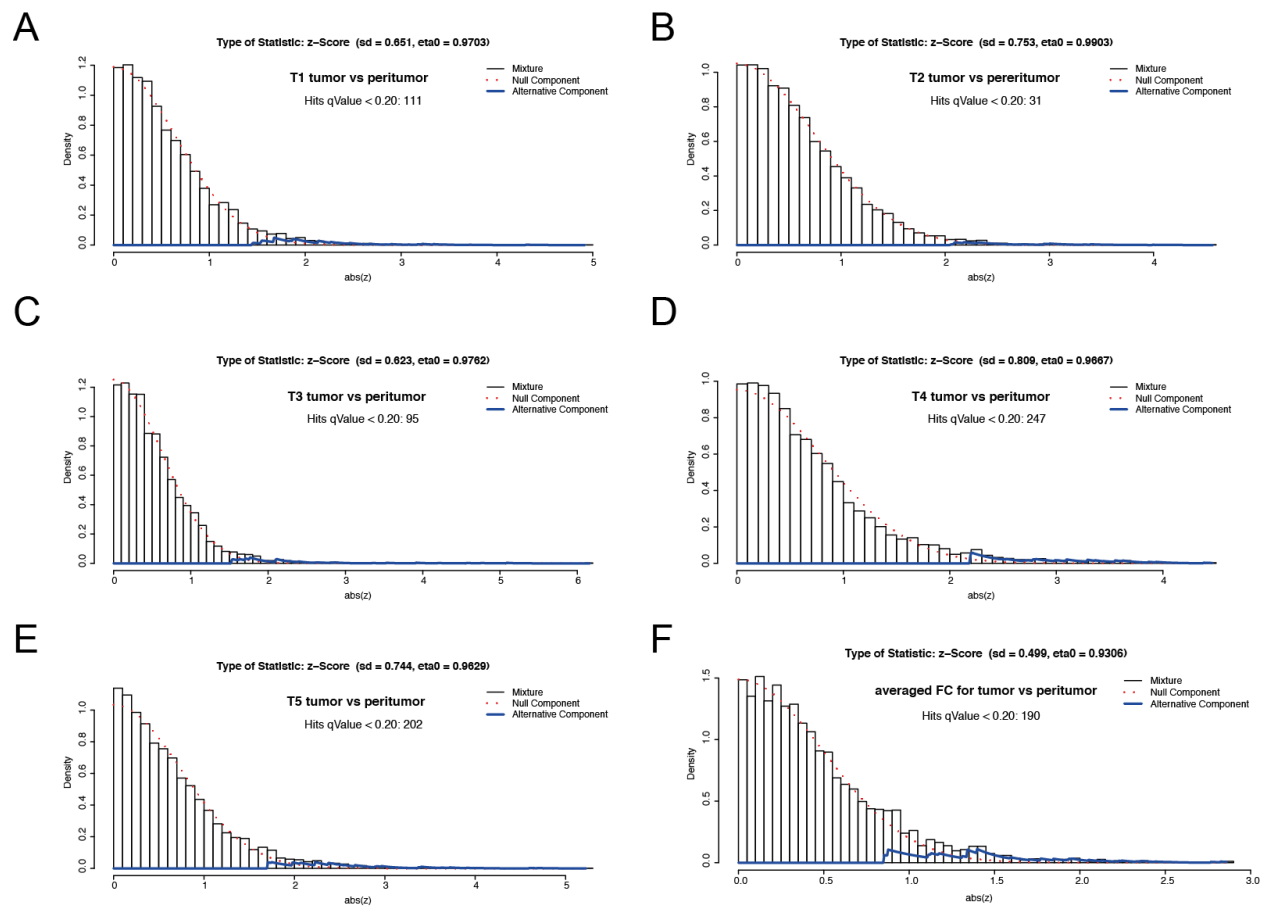 A
Type of Statistic: z-Score (sd = 0.651, eta0 = 0.9703)
T1 tumor vs peritumor
Hits qValue < 0.20: 111
Mixture
Null Component
Alternative Component
Density
0.0 0.2 0.4 0.6 0.8 1.0 1.2
0 1 2 3 4 5
abs(z)
B
Type of Statistic: z-Score (sd = 0.753, eta0 = 0.9903)
T2 tumor vs pereritumor
Hits qValue < 0.20: 31
Mixture
Null Component
Alternative Component
Density
0.0 0.2 0.4 0.6 0.8 1.0
0 1 2 3 4
abs(z)
C
Type of Statistic: z-Score (sd = 0.623, eta0 = 0.9762)
T3 tumor vs peritumor
Hits qValue < 0.20: 95
Mixture
Null Component
Alternative Component
Density
0.0 0.2 0.4 0.6 0.8 1.0 1.2
0 1 2 3 4 5 6
abs(z)
D
Type of Statistic: z-Score (sd = 0.809, eta0 = 0.9667)
T4 tumor vs peritumor
Hits qValue < 0.20: 247
Mixture
Null Component
Alternative Component
Density
0.0 0.2 0.4 0.6 0.8 1.0
0 1 2 3 4
abs(z)
E
Type of Statistic: z-Score (sd = 0.744, eta0 = 0.9629)
T5 tumor vs peritumor
Hits qValue < 0.20: 202
Mixture
Null Component
Alternative Component
Density
0.0 0.2 0.4 0.6 0.8 1.0
0 1 2 3 4 5
abs(z)
F
Type of Statistic: z-Score (sd = 0.499, eta0 = 0.9306)
averaged FC for tumor vs peritumor
Hits qValue < 0.20: 190
Mixture
Null Component
Alternative Component
Density
0.0 0.5 1.0 1.5
0.0 0.5 1.0 1.5 2.0 2.5 3.0
abs(z)